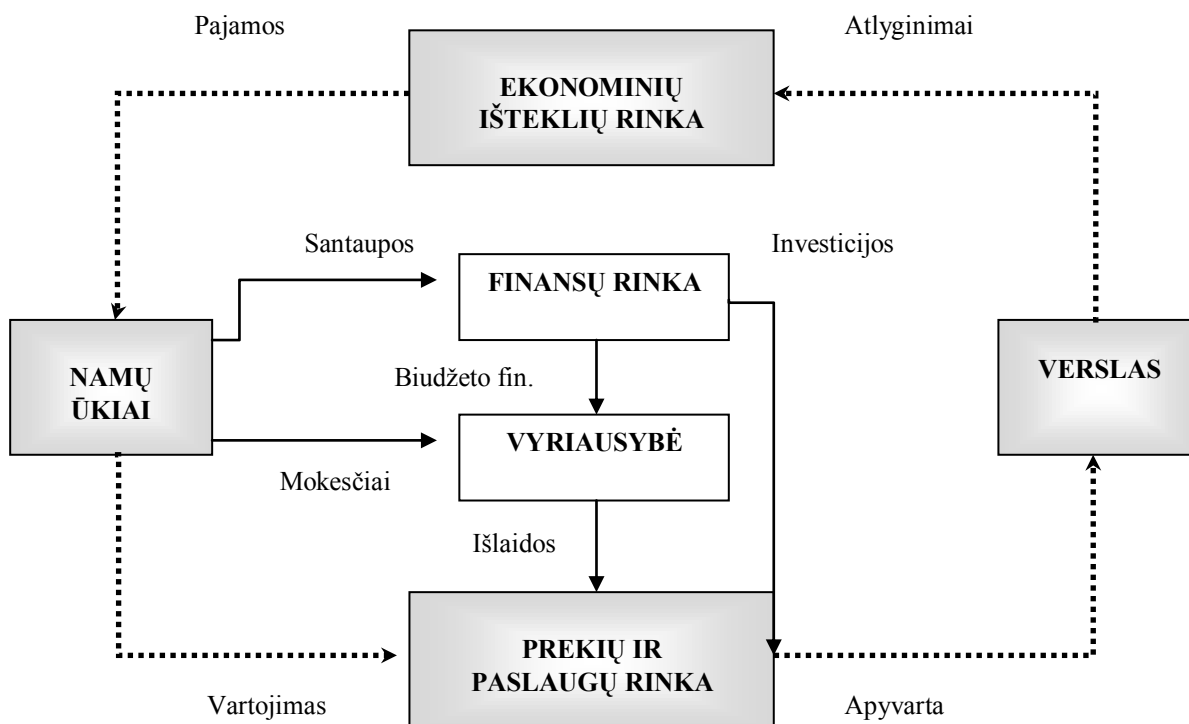 Pajamos
Atlyginimai
EKONOMINIŲ
IŠTEKLIŲ RINKA
Santaupos
Investicijos
FINANSŲ RINKA
NAMŲ
ŪKIAI
VERSLAS
Biudžeto fin.
VYRIAUSYBĖ
Mokesčiai
Išlaidos
PREKIŲ IR
PASLAUGŲ RINKA
Vartojimas
Apyvarta